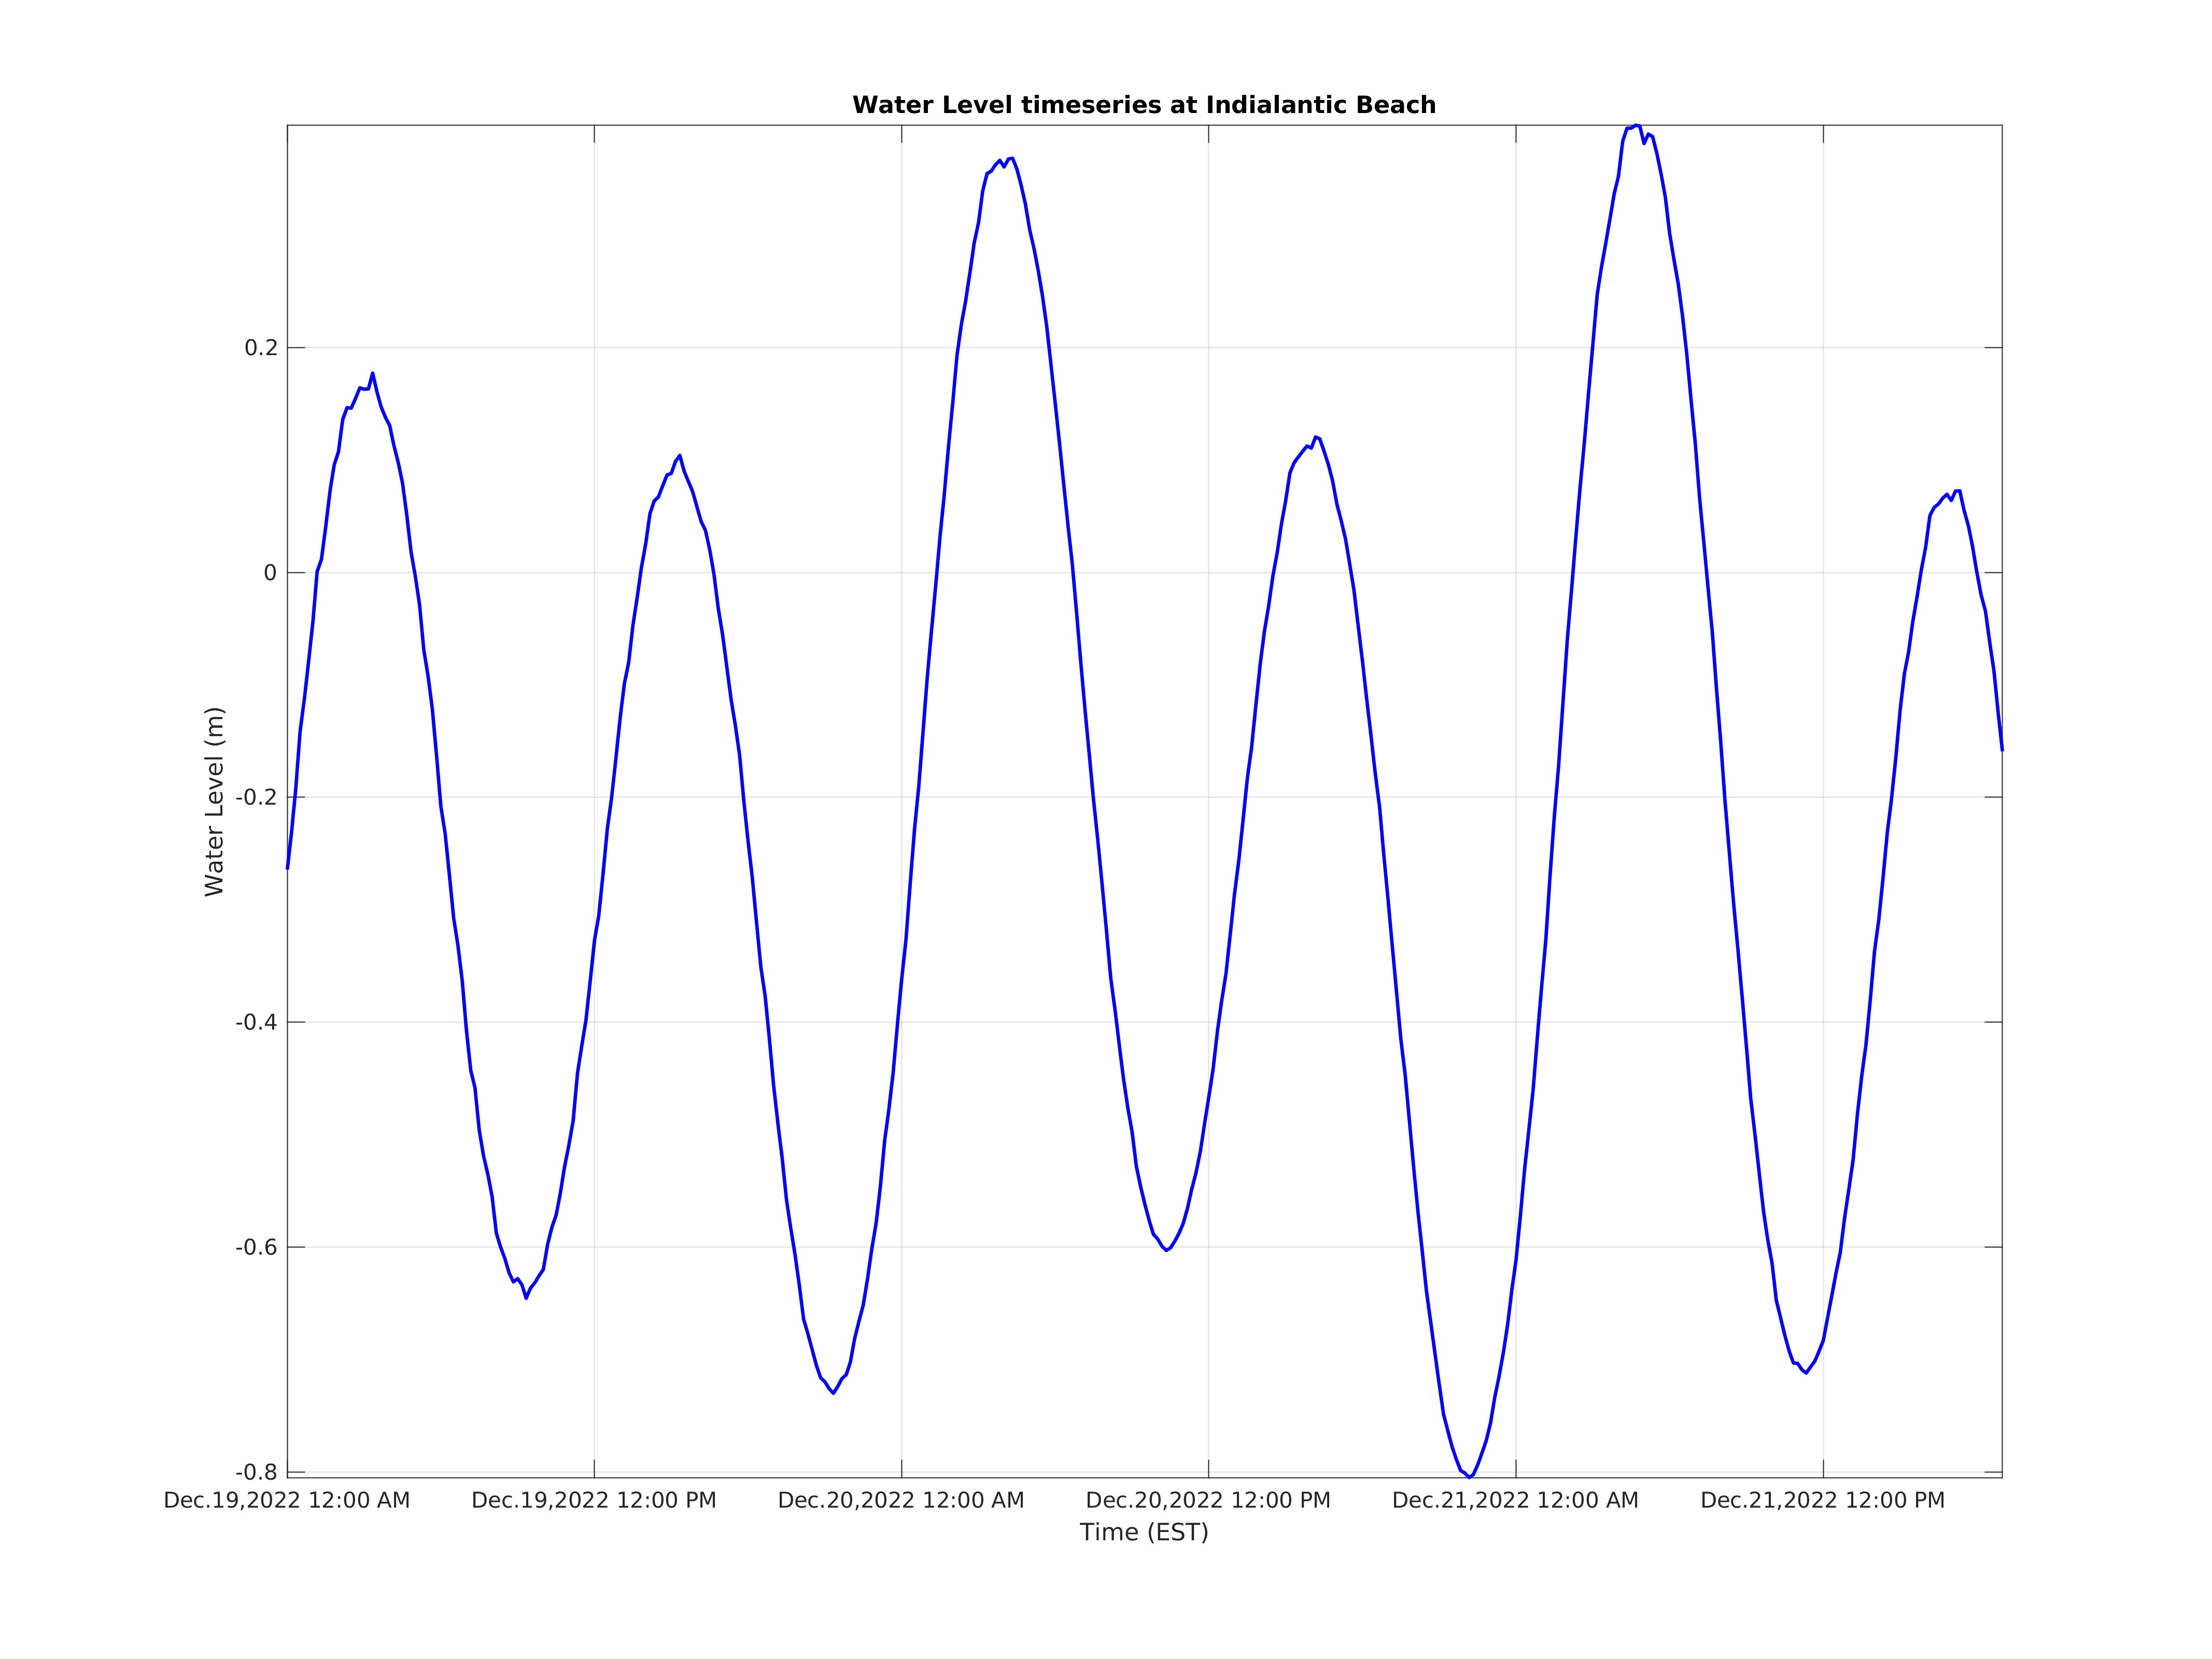 Water Level timeseries at Indialantic Beach
0.2
0
-0.2
-0.4
-0.6
-0.8
Water Level (m)
Dec.19,2022 12:00 AM
Dec.19,2022 12:00 PM
Dec.20,2022 12:00 AM
Dec.20,2022 12:00 PM
Dec.21,2022 12:00 AM
Dec.21,2022 12:00 PM
Time (EST)